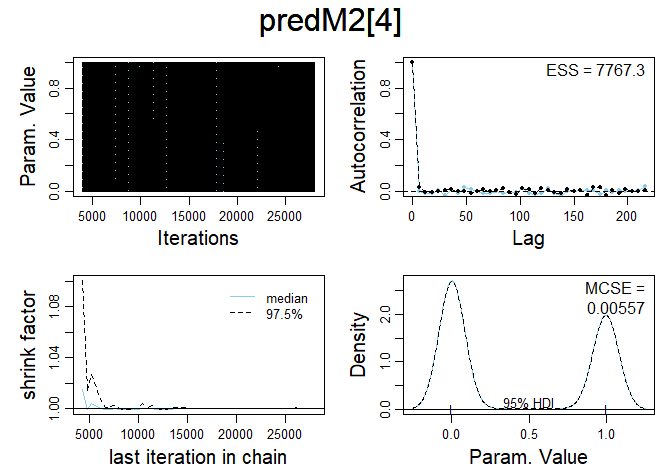 predM2[4]
Param. Value
0.0 0.4 0.8
5000 10000 15000 20000 25000
Iterations
Autocorrelation
0.0 0.4 0.8
ESS = 7767.3
0 50 100 150 200
Lag
shrink factor
1.00 1.04 1.08
median
97.5%
5000 10000 15000 20000 25000
last iteration in chain
Density
0.0 1.0 2.0
MCSE =
0.00557
95% HDI
0.0 0.5 1.0
Param. Value